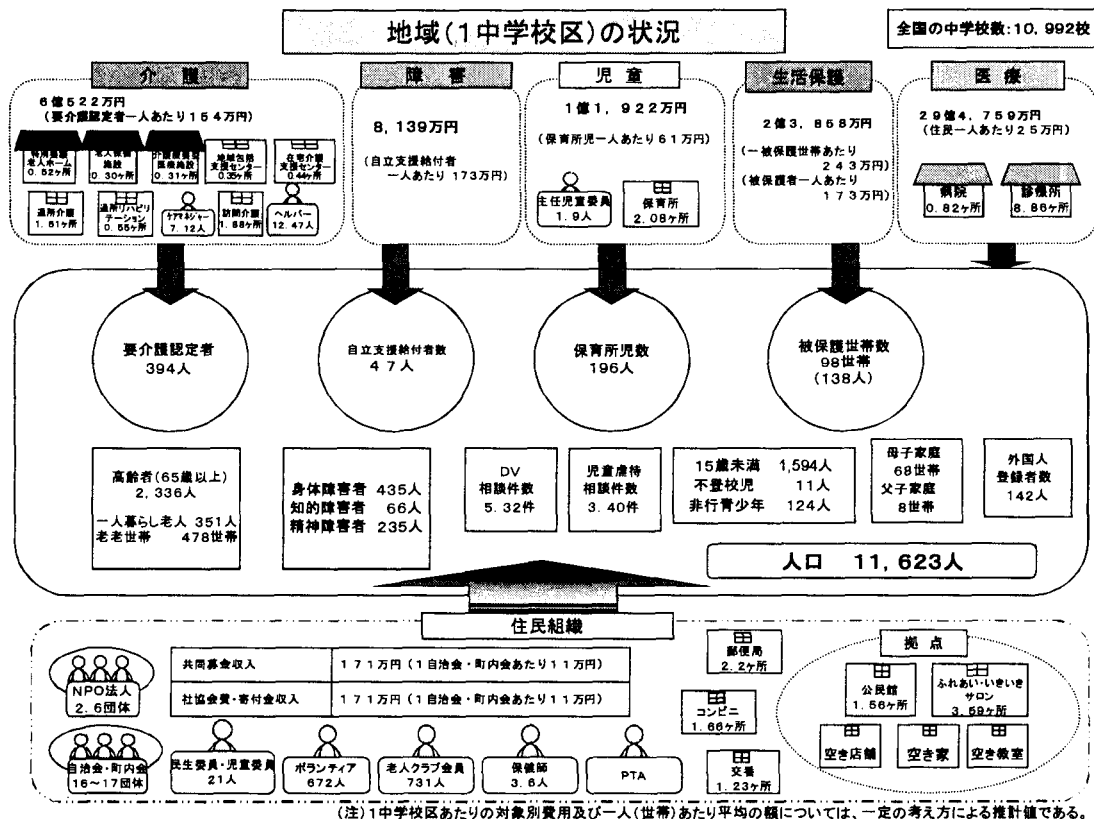 地域(1中学校区)の状況
全国の中学校数:10,992校
介護
6億522万円
(要介護認定者一人あたり154万円)
老人ホーム
0.52ヶ所
老人保健
施設
0.30ヶ所
医療施設
0.31ヶ所
地域包括
支援センター
0.35ヶ所
在宅介護
支援センター
0.44ヶ所
通所介護
1.61ヶ所
通所リハビリ
テーション
0.55ヶ所
ケアマネジャー
7.12人
訪問介護
1.88ヶ所
ヘルパー
12.47人
障害
8,139万円
(自立支援給付者
一人あたり 173万円)
児童
1億1,922万円
(保育所児一人あたり61万円)
主任児童委員
1.9人
保育所
2.08ヶ所
生活保護
2億3,858万円
(一被保護世帯あたり
243万円)
(被保護者一人あたり
173万円)
医療
29億4,759万円
(住民一人あたり25万円)
病院
0.82ヶ所
診療所
8.86ヶ所
要介護認定者
394人
自立支援給付者数
47人
保育所児数
196人
被保護世帯数
98世帯
(138人)
高齢者(65歳以上)
2,336人
一人暮らし老人 351人
老老世帯 478世帯
身体障害者 435人
知的障害者 66人
精神障害者 235人
DV
相談件数
5.32件
児童虐待
相談件数
3.40件
15歳未満 1,594人
不登校児 11人
非行青少年 124人
母子家庭
68世帯
父子家庭
8世帯
外国人
登録者数
142人
人口 11,623人
住民組織
NPO法人
2.6団体
共同募金収入 171万円(1自治会・町内会あたり11万円)
社協会費・寄付金収入 171万円(1自治会・町内会あたり11万円)
自治会・町内会
16~17団体
民生委員・児童委員
21人
ボランティア
672人
老人クラブ会員
731人
保健師
3.6人
PTA
郵便局
2.2ヶ所
コンビニ
1.66ヶ所
交番
1.23ヶ所
拠点
公民館
1.56ヶ所
ふれあい・いきいき
サロン
3.59ヶ所
空き店舗
空き家
空き教室
(注)1中学校区あたりの対象別費用及び一人(世帯)あたり平均の額については、一定の考え方による推計値である。